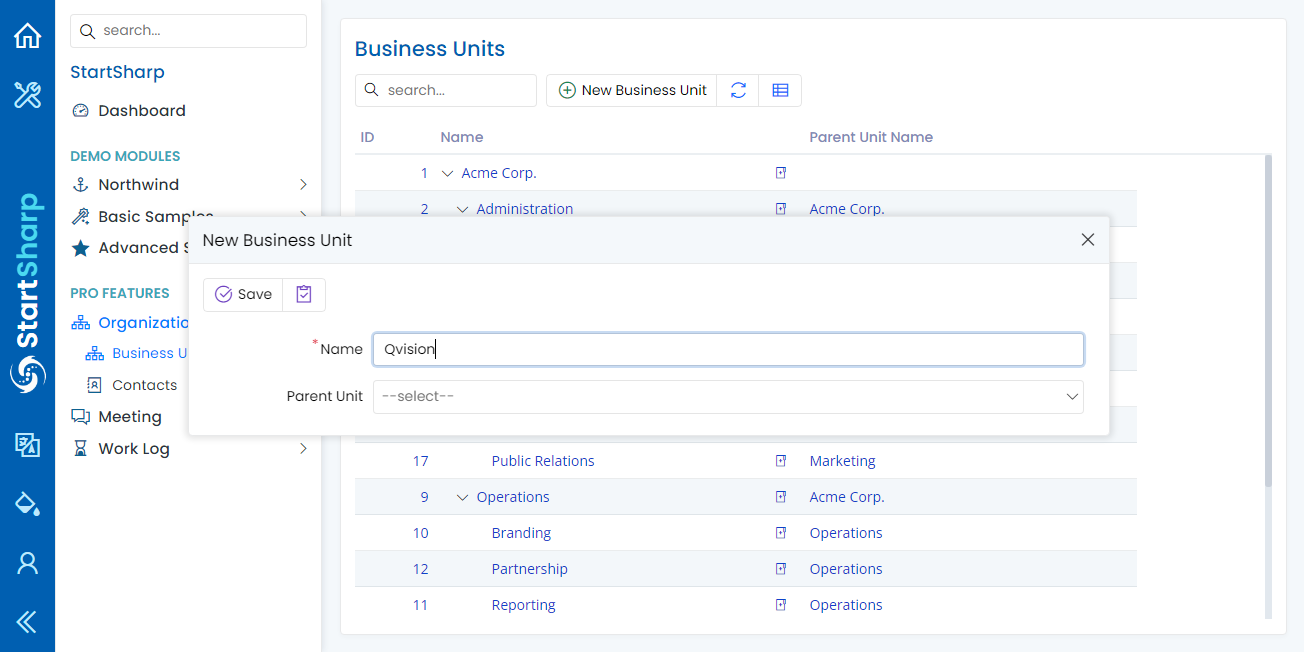 search...
StartSharp
Dashboard
DEMO MODULES
Northwind
Basic Samples
Advanced S
PRO FEATURES
Organizatio
Business U
Contacts
Meeting
Work Log
StartSharp
Business Units
search...
New Business Unit
ID Name Parent Unit Name
1 Acme Corp.
2 Administration Acme Corp.
New Business Unit
Save
*Name Qvision
Parent Unit --select--
17 Public Relations Marketing
9 Operations Acme Corp.
10 Branding Operations
12 Partnership Operations
11 Reporting Operations